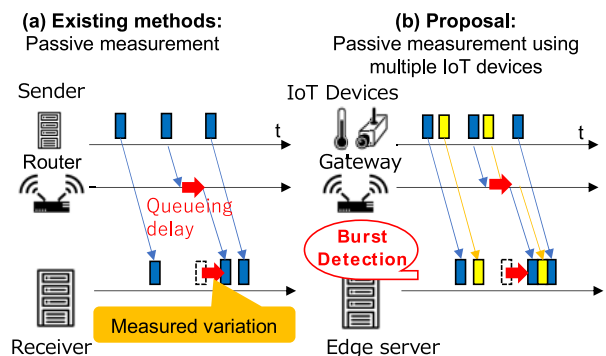 (a) Existing methods:
Passive measurement
Sender
t
Router
Queueing
delay
Measured variation
Receiver
(b) Proposal:
Passive measurement using
multiple IoT devices
IoT Devices
t
Gateway
Burst
Detection
Edge server